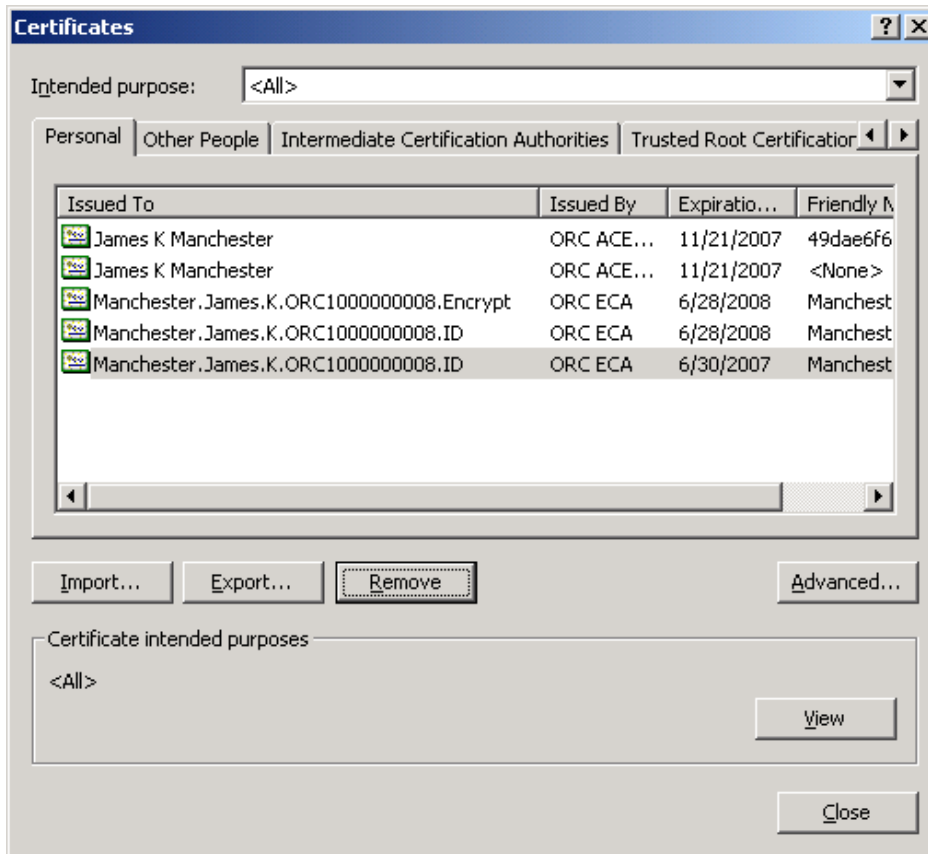 Certificates
Intended purpose: <All>
Personal Other People Intermediate Certification Authorities Trusted Root Certification
Issued To Issued By Expiratio... Friendly N
James K Manchester ORC ACE... 11/21/2007 49dae6f6
James K Manchester ORC ACE... 11/21/2007 <None>
Manchester.James.K.ORC1000000008.Encrypt ORC ECA 6/28/2008 Manchest
Manchester.James.K.ORC1000000008.ID ORC ECA 6/28/2008 Manchest
Manchester.James.K.ORC1000000008.ID ORC ECA 6/30/2007 Manchest
Import... Export... Remove Advanced...
Certificate intended purposes
<All>
View
Close